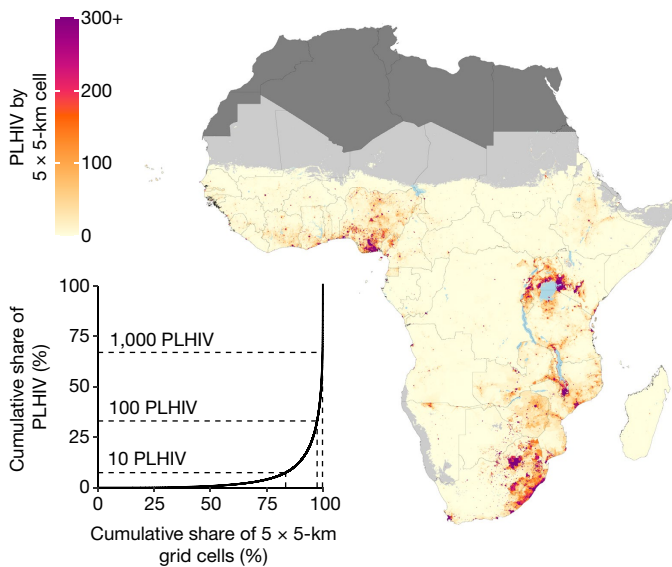 PLHIV by
5 × 5-km cell
300+
200
100
0
Cumulative share of
PLHIV (%)
100
75
50
25
0
1,000 PLHIV
100 PLHIV
10 PLHIV
0 25 50 75 100
Cumulative share of 5 × 5-km
grid cells (%)